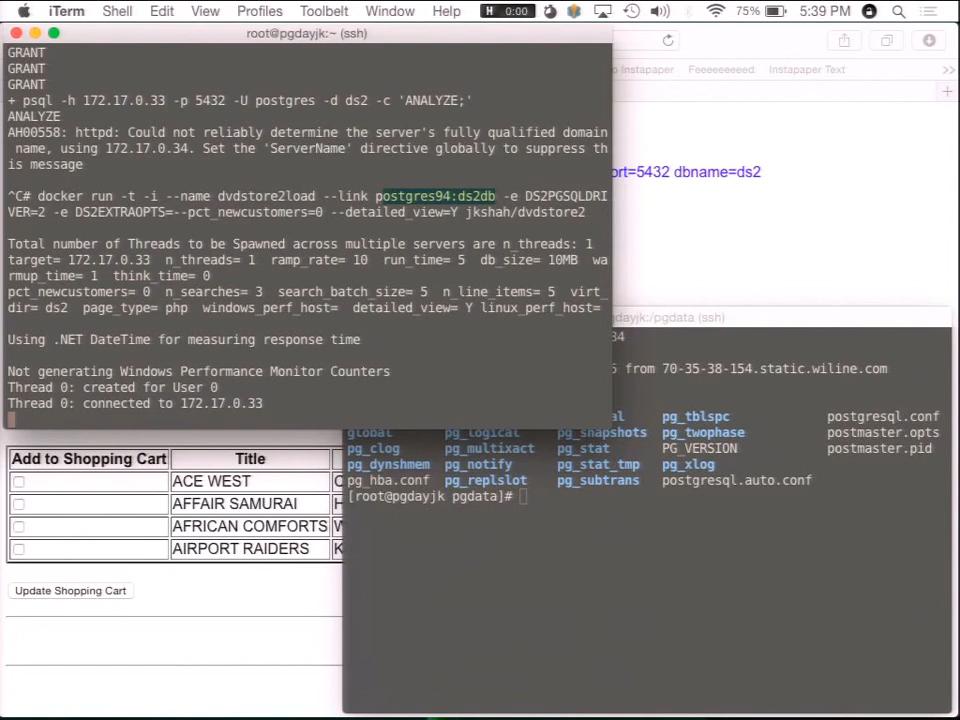 iTerm Shell Edit View Profiles Toolbelt Window Help H 0:00 75% 5:39 PM
root@pgdayjk:~ (ssh)
GRANT
GRANT
GRANT
+ psql -h 172.17.0.33 -p 5432 -U postgres -d ds2 -c 'ANALYZE;'
ANALYZE
AH00558: httpd: Could not reliably determine the server's fully qualified domain
name, using 172.17.0.34. Set the 'ServerName' directive globally to suppress th
is message
^C# docker run -t -i --name dvdstore2load --link postgres94:ds2db -e DS2PGSQLDRI
VER=2 -e DS2EXTRAOPTS=--pct_newcustomers=0 --detailed_view=Y jkshah/dvdstore2
Total number of Threads to be Spawned across multiple servers are n_threads: 1
target= 172.17.0.33 n_threads= 1 ramp_rate= 10 run_time= 5 db_size= 10MB wa
rmup_time= 1 think_time= 0
pct_newcustomers= 0 n_searches= 3 search_batch_size= 5 n_line_items= 5 virt_
dir= ds2 page_type= php windows_perf_host= detailed_view= Y linux_perf_host=
Using .NET DateTime for measuring response time
Not generating Windows Performance Monitor Counters
Thread 0: created for User 0
Thread 0: connected to 172.17.0.33
Instapaper Feeeeeeeed Instapaper Text
ort=5432 dbname=ds2
Add to Shopping Cart Title
ACE WEST
AFFAIR SAMURAI H
AFRICAN COMFORTS
AIRPORT RAIDERS K
Update Shopping Cart
gdayjk:/pgdata (ssh)
34
5 from 70-35-38-154.static.wiline.com
al pg_tblspc postgresql.conf
global pg_logical pg_snapshots pg_twophase postmaster.opts
pg_clog pg_multixact pg_stat PG_VERSION postmaster.pid
pg_dynshmem pg_notify pg_stat_tmp pg_xlog
pg_hba.conf pg_replslot pg_subtrans postgresql.auto.conf
[root@pgdayjk pgdata]#